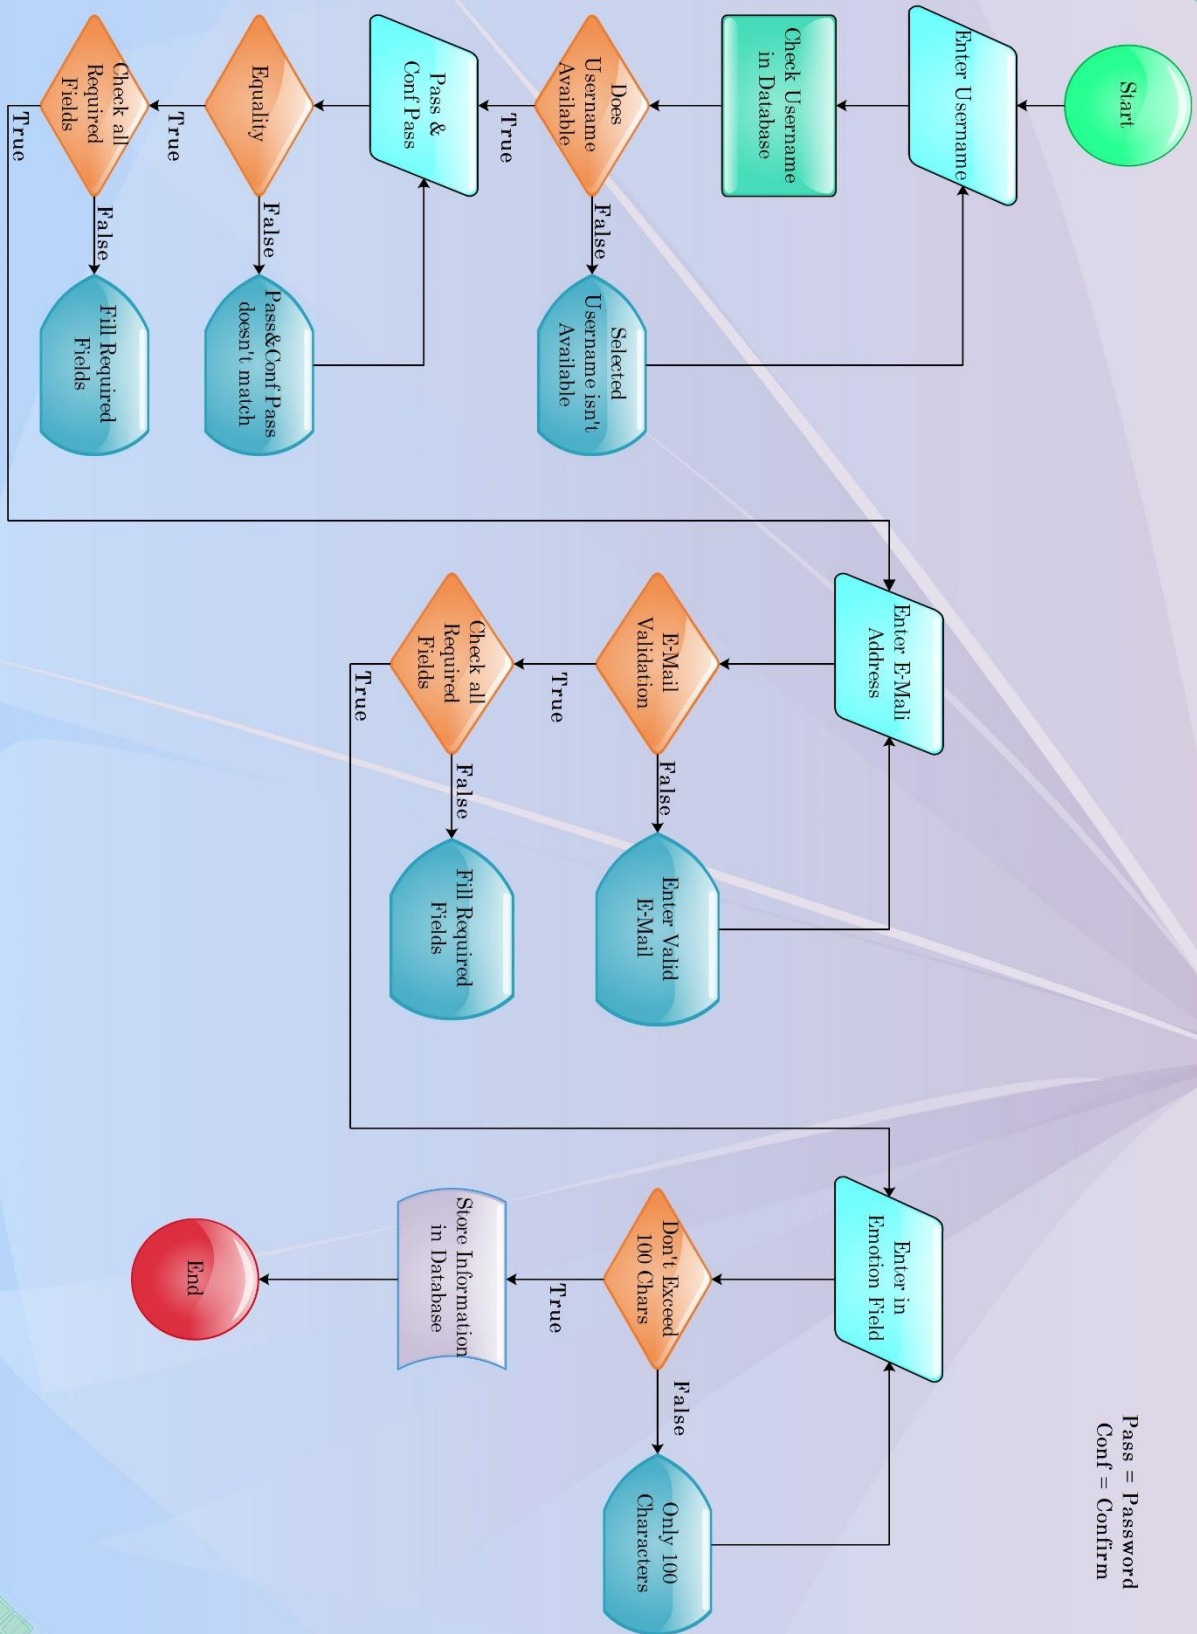 Pass = Password
Conf = Confirm
Start
Enter Username
Check Username
in Database
Does
Username
Available
False
Selected
Username isn't
Available
True
Pass &
Conf Pass
Equality
False
Pass&Conf Pass
doesn't match
True
Check all
Required
Fields
False
Fill Required
Fields
True
Enter E-Mali
Address
E-Mail
Validation
False
Enter Valid
E-Mail
True
Check all
Required
Fields
False
Fill Required
Fields
True
Enter in
Emotion Field
Don't Exceed
100 Chars
False
Only 100
Characters
True
Store Information
in Database
End